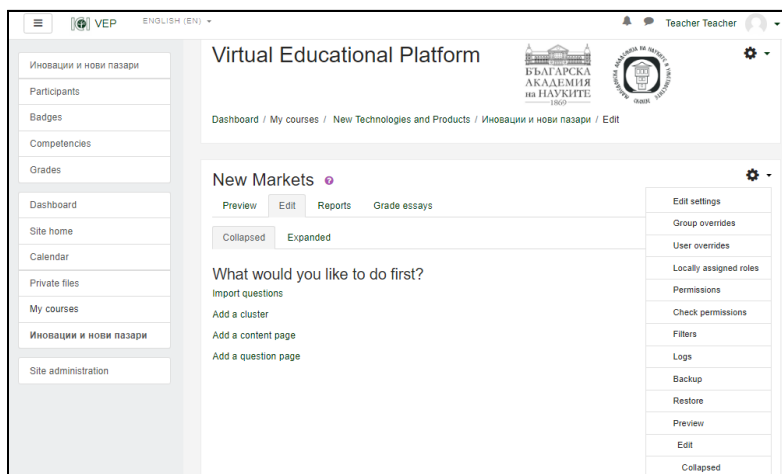 VEP ENGLISH (EN)
Teacher Teacher
Иновации и нови пазари
Participants
Badges
Competencies
Grades
Dashboard
Site home
Calendar
Private files
My courses
Иновации и нови пазари
Site administration
Virtual Educational Platform
БЪЛГАРСКА
АКАДЕМИЯ
на НАУКИТЕ
1869
Dashboard / My courses / New Technologies and Products / Иновации и нови пазари / Edit
New Markets
Preview Edit Reports Grade essays
Collapsed Expanded
What would you like to do first?
Import questions
Add a cluster
Add a content page
Add a question page
Edit settings
Group overrides
User overrides
Locally assigned roles
Permissions
Check permissions
Filters
Logs
Backup
Restore
Preview
Edit
Collapsed